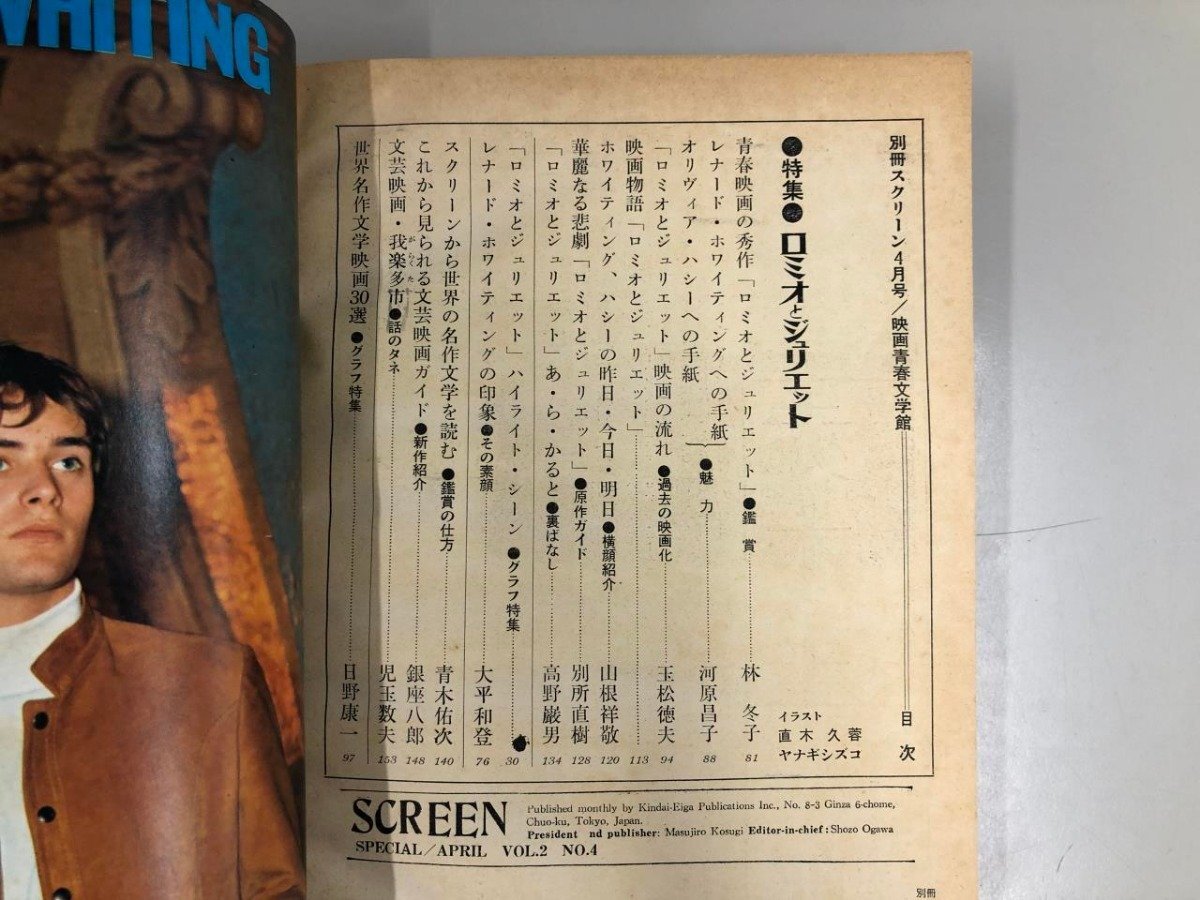 WHITING
別冊スクリーン4月号/映画青春文学館 目次
●特集●ロミオとジュリエット
イラスト
直木久蓉
ヤナギシズコ
青春映画の秀作「ロミオとジュリエット」●鑑賞 林冬子 81
レナード・ホワイティングへの手紙
オリヴィア・ハシーへの手紙 ●魅力 河原昌子 88
「ロミオとジュリエット」映画の流れ●過去の映画化 玉松徳夫 94
映画物語「ロミオとジュリエット」 113
ホワイティング、ハシーの昨日・今日・明日●横顔紹介 山根祥敬 120
華麗なる悲劇「ロミオとジュリエット」●原作ガイド 別所直樹 128
「ロミオとジュリエット」あ・ら・かると●裏ばなし 高野巌男 134
「ロミオとジュリエット」ハイライト・シーン ●グラフ特集 30
レナード・ホワイティングの印象●その素顔 大平和登 76
スクリーンから世界の名作文学を読む ●鑑賞の仕方 青木佑次 140
これから見られる文芸映画ガイド●新作紹介 銀座八郎 148
文芸映画・我楽多市●話のタネ 児玉数夫 153
がらくた
世界名作文学映画30選 ●グラフ特集 日野康一 97
SCREEN
SPECIAL/APRIL VOL.2 NO.4
Published monthly by Kindai-Eiga Publications Inc., No. 8-3 Ginza 6-chome,
Chuo-ku, Tokyo, Japan.
President nd publisher: Masujiro Kosugi Editor-in-chief: Shozo Ogawa
別冊